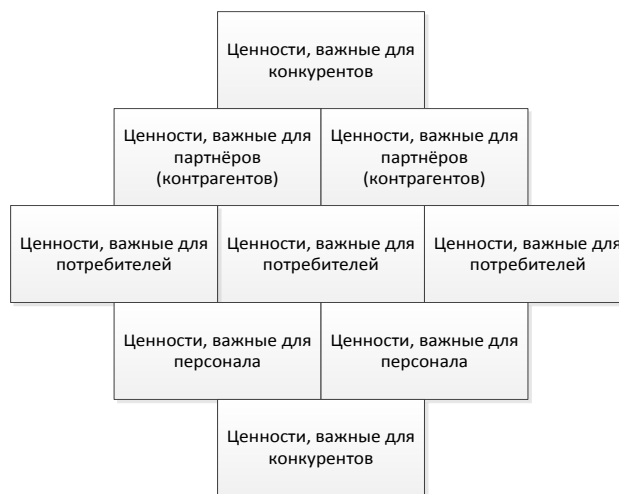 Ценности, важные для
конкурентов
Ценности, важные для
партнёров
(контрагентов)
Ценности, важные для
партнёров
(контрагентов)
Ценности, важные для
потребителей
Ценности, важные для
потребителей
Ценности, важные для
потребителей
Ценности, важные для
персонала
Ценности, важные для
персонала
Ценности, важные для
конкурентов